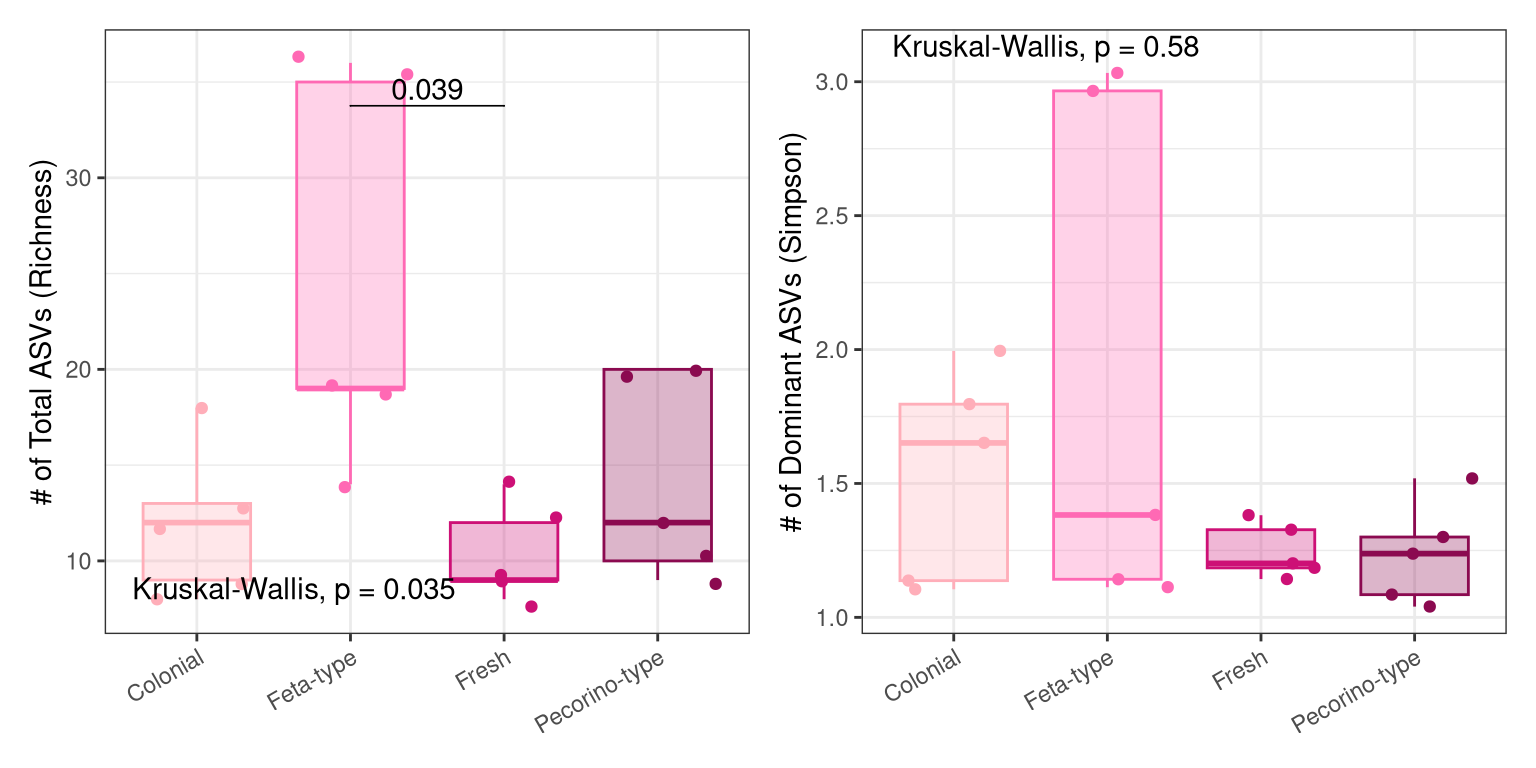 # of Total ASVs (Richness)
30
20
10
0.039
Kruskal-Wallis, p = 0.035
Colonial
Feta-type
Fresh
Pecorino-type
# of Dominant ASVs (Simpson)
3.0
2.5
2.0
1.5
1.0
Kruskal-Wallis, p = 0.58
Colonial
Feta-type
Fresh
Pecorino-type